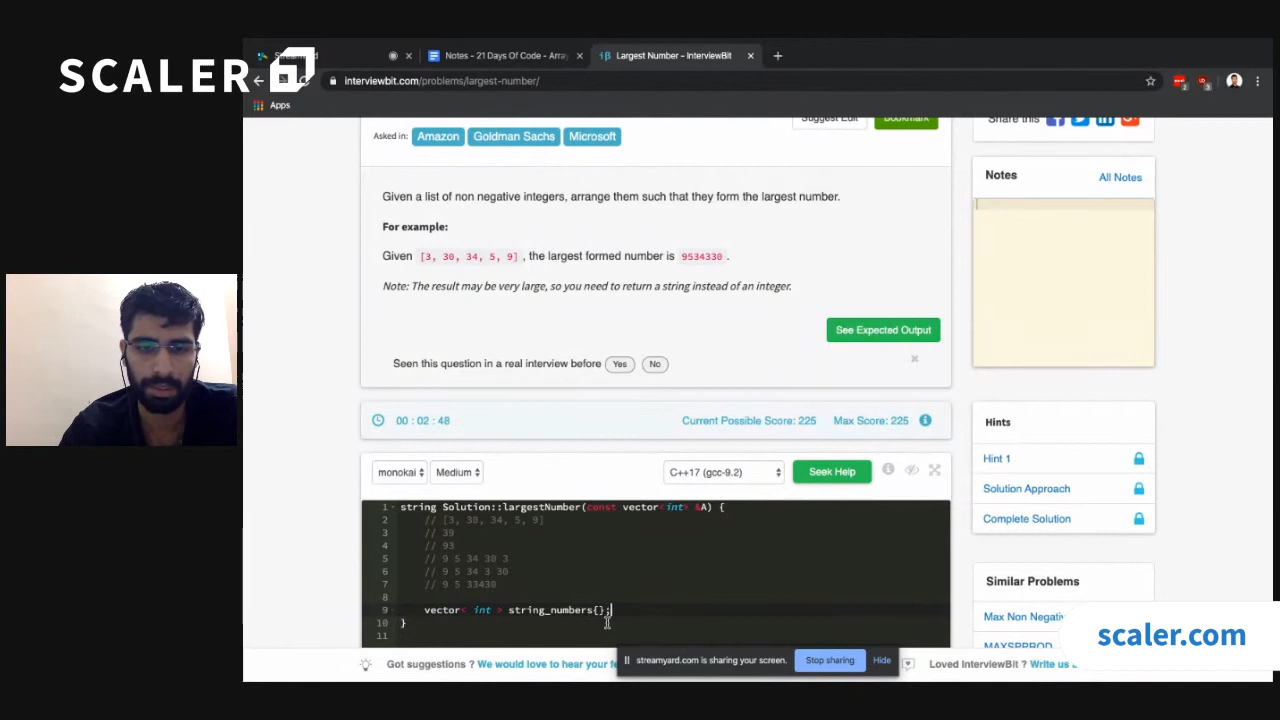 SCALER
Notes - 21 Days Of Code - Array
Largest Number - InterviewBit
interviewbit.com/problems/largest-number/
Apps
Asked in: Amazon Goldman Sachs Microsoft
Suggest Edit
Bookmark
Share this
Given a list of non negative integers, arrange them such that they form the largest number.
For example:
Given [3, 30, 34, 5, 9], the largest formed number is 9534330.
Note: The result may be very large, so you need to return a string instead of an integer.
See Expected Output
Seen this question in a real interview before Yes No
Notes All Notes
00 : 02 : 48 Current Possible Score: 225 Max Score: 225
monokai Medium C++17 (gcc-9.2) Seek Help
Hints
Hint 1
Solution Approach
Complete Solution
Similar Problems
Max Non Negativ
MAXSPPROD
1 string Solution::largestNumber(const vector<int> &A) {
2 // [3, 30, 34, 5, 9]
3 // 39
4 // 93
5 // 9 5 34 30 3
6 // 9 5 34 3 30
7 // 9 5 33430
8
9 vector< int > string_numbers{};
10 }
11
Got suggestions ? We would love to hear your fe
streamyard.com is sharing your screen. Stop sharing Hide
Loved InterviewBit ? Write us
scaler.com